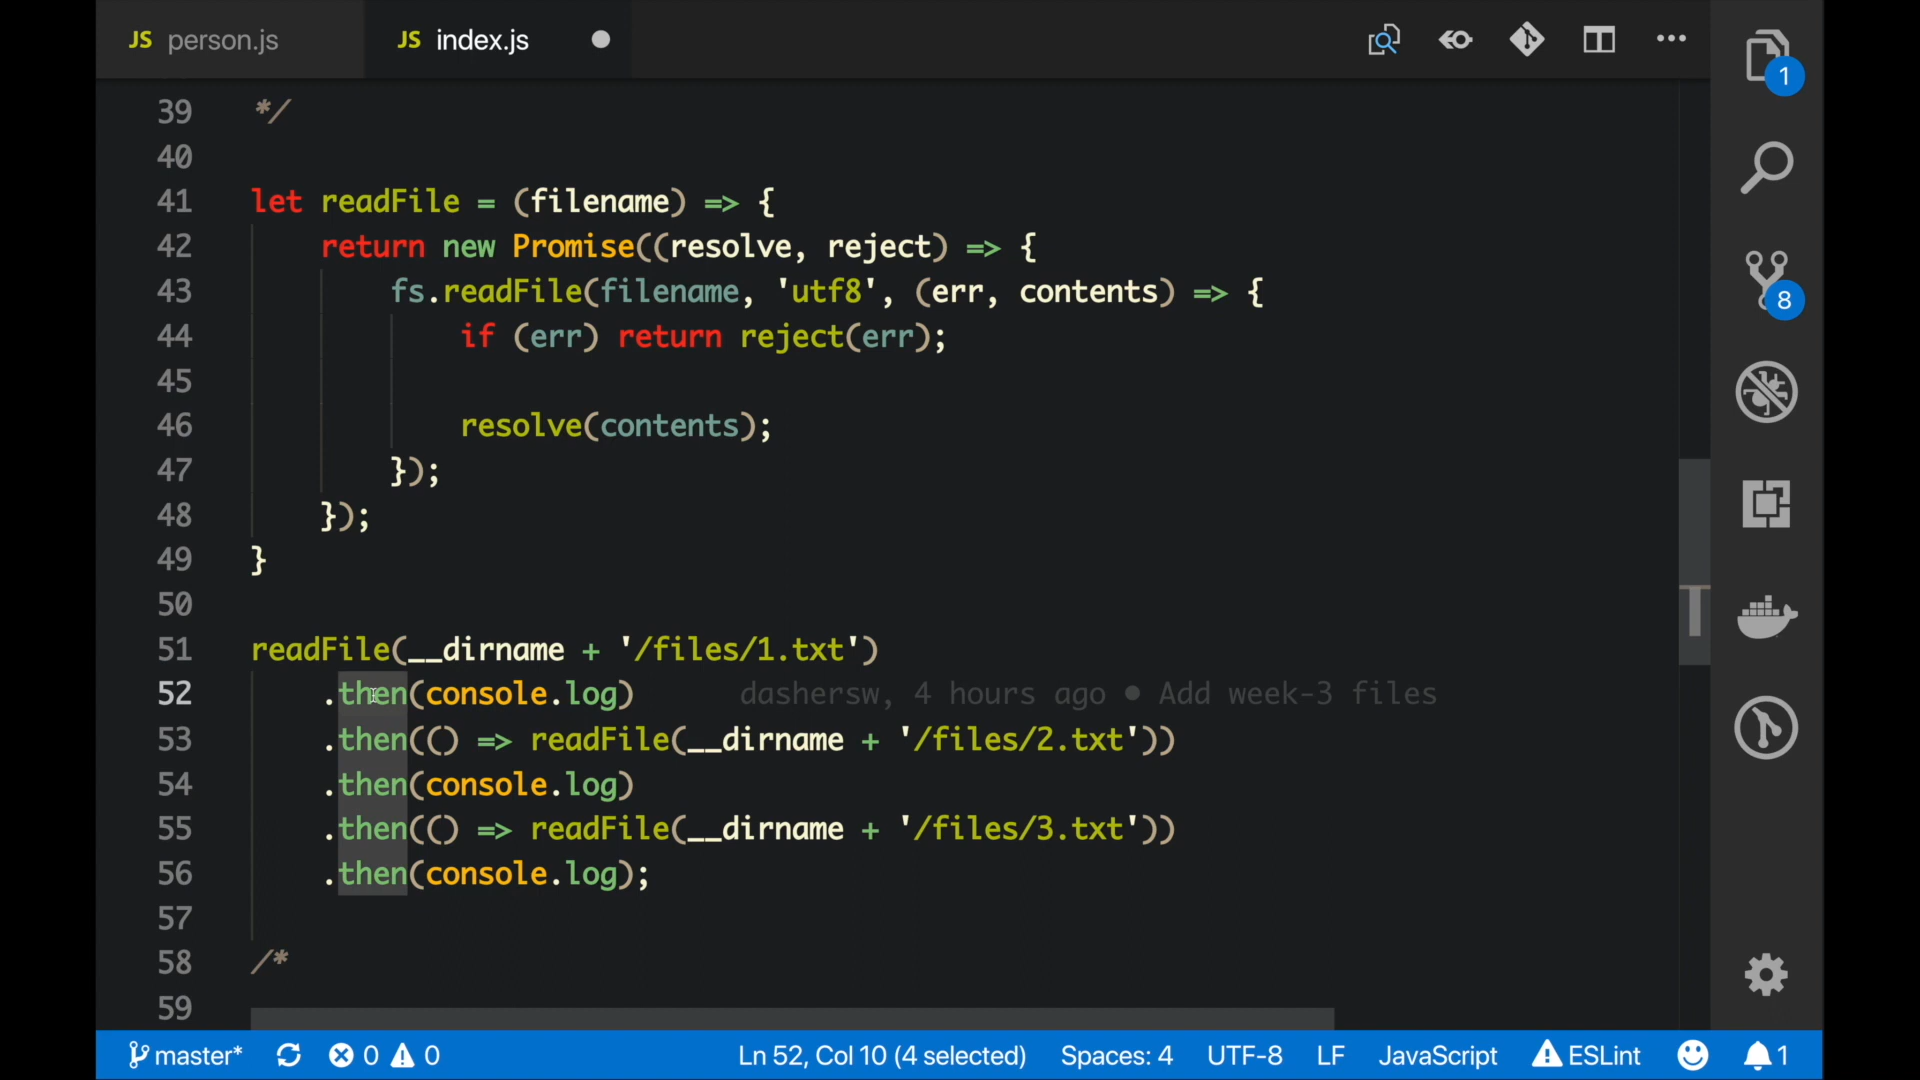 JS person.js JS index.js
1
39 */
40
41 let readFile = (filename) => {
42 return new Promise((resolve, reject) => {
43 fs.readFile(filename, 'utf8', (err, contents) => {
44 if (err) return reject(err);
45
46 resolve(contents);
47 });
48 });
49 }
50
51 readFile(__dirname + '/files/1.txt')
52 .then(console.log) dashersw, 4 hours ago • Add week-3 files
53 .then(() => readFile(__dirname + '/files/2.txt'))
54 .then(console.log)
55 .then(() => readFile(__dirname + '/files/3.txt'))
56 .then(console.log);
57
58 /*
59
8
master* 0 0 Ln 52, Col 10 (4 selected) Spaces: 4 UTF-8 LF JavaScript ESLint 1